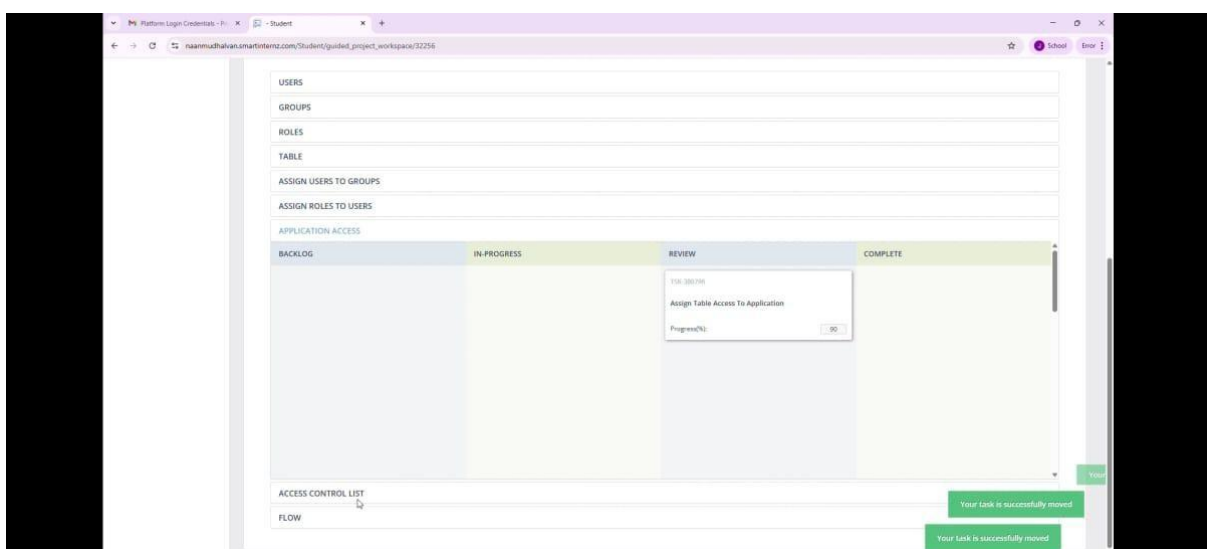 Platform Login Credentials - 
- Student
naanmudhalvan.smartinternz.com/Student/guided_project_workspace/32256
School
Error
USERS
GROUPS
ROLES
TABLE
ASSIGN USERS TO GROUPS
ASSIGN ROLES TO USERS
APPLICATION ACCESS
BACKLOG IN-PROGRESS REVIEW COMPLETE
Assign Table Access To Application
Progress(%): 90
ACCESS CONTROL LIST
FLOW
Your
Your task is successfully moved
Your task is successfully moved